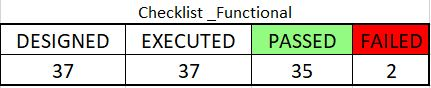 Checklist _Functional
DESIGNED EXECUTED PASSED FAILED
37 37 35 2